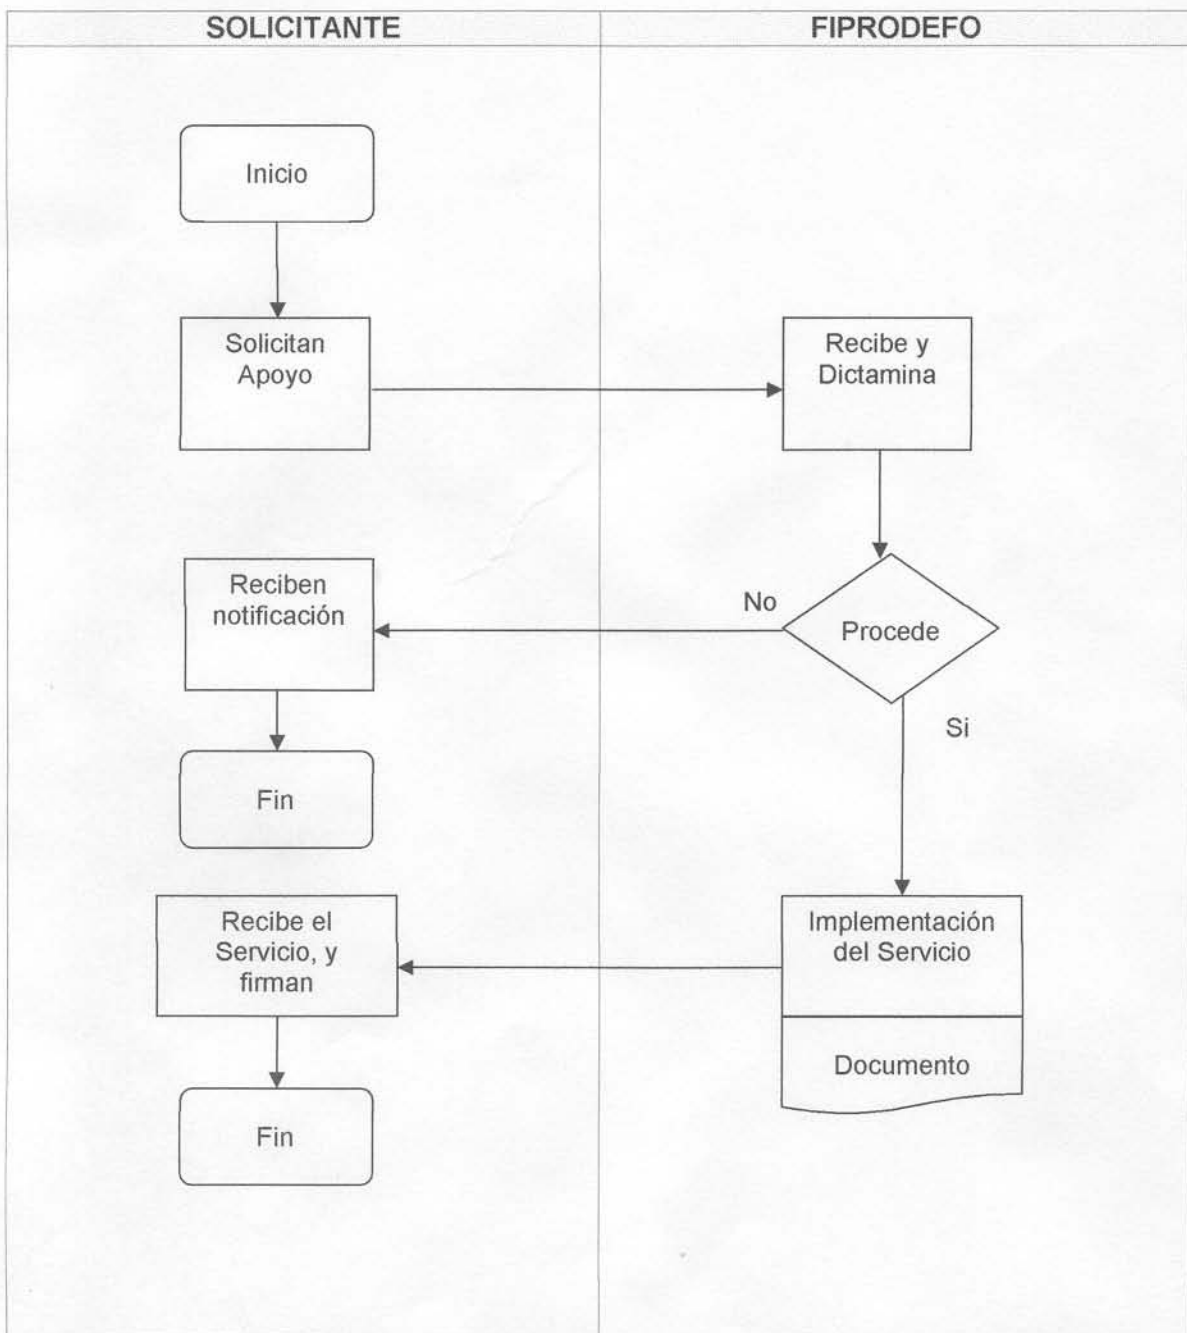 SOLICITANTE
FIPRODEFO
Inicio
Solicitan
Apoyo
Recibe y
Dictamina
Reciben
notificación
No
Procede
Si
Fin
Recibe el
Servicio, y
firman
Implementación
del Servicio
Documento
Fin